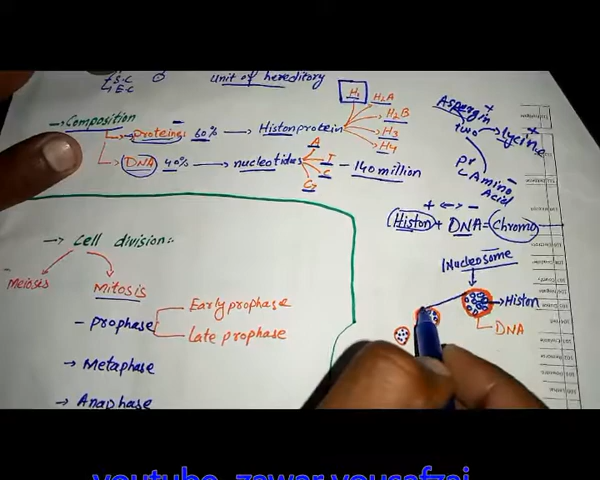 → S.C
→ E.C
Unit of hereditory
→ Composition
→ Proteins 60% → Histon protein
H1
H2A
H2B
H3
H4
DNA 40% → nucleotides
A
T
C
G
- 140 million
Aspergin +
two → Lycine +
Amino
Acid
+ ↔ -
Histon + DNA = Chromo
Nucleosome
→ Histon
DNA
→ Cell division:
Meiosis
Mitosis
- prophase
Early prophase
Late prophase
→ Metaphase
→ Anaphase
youtube zawar yousafzai